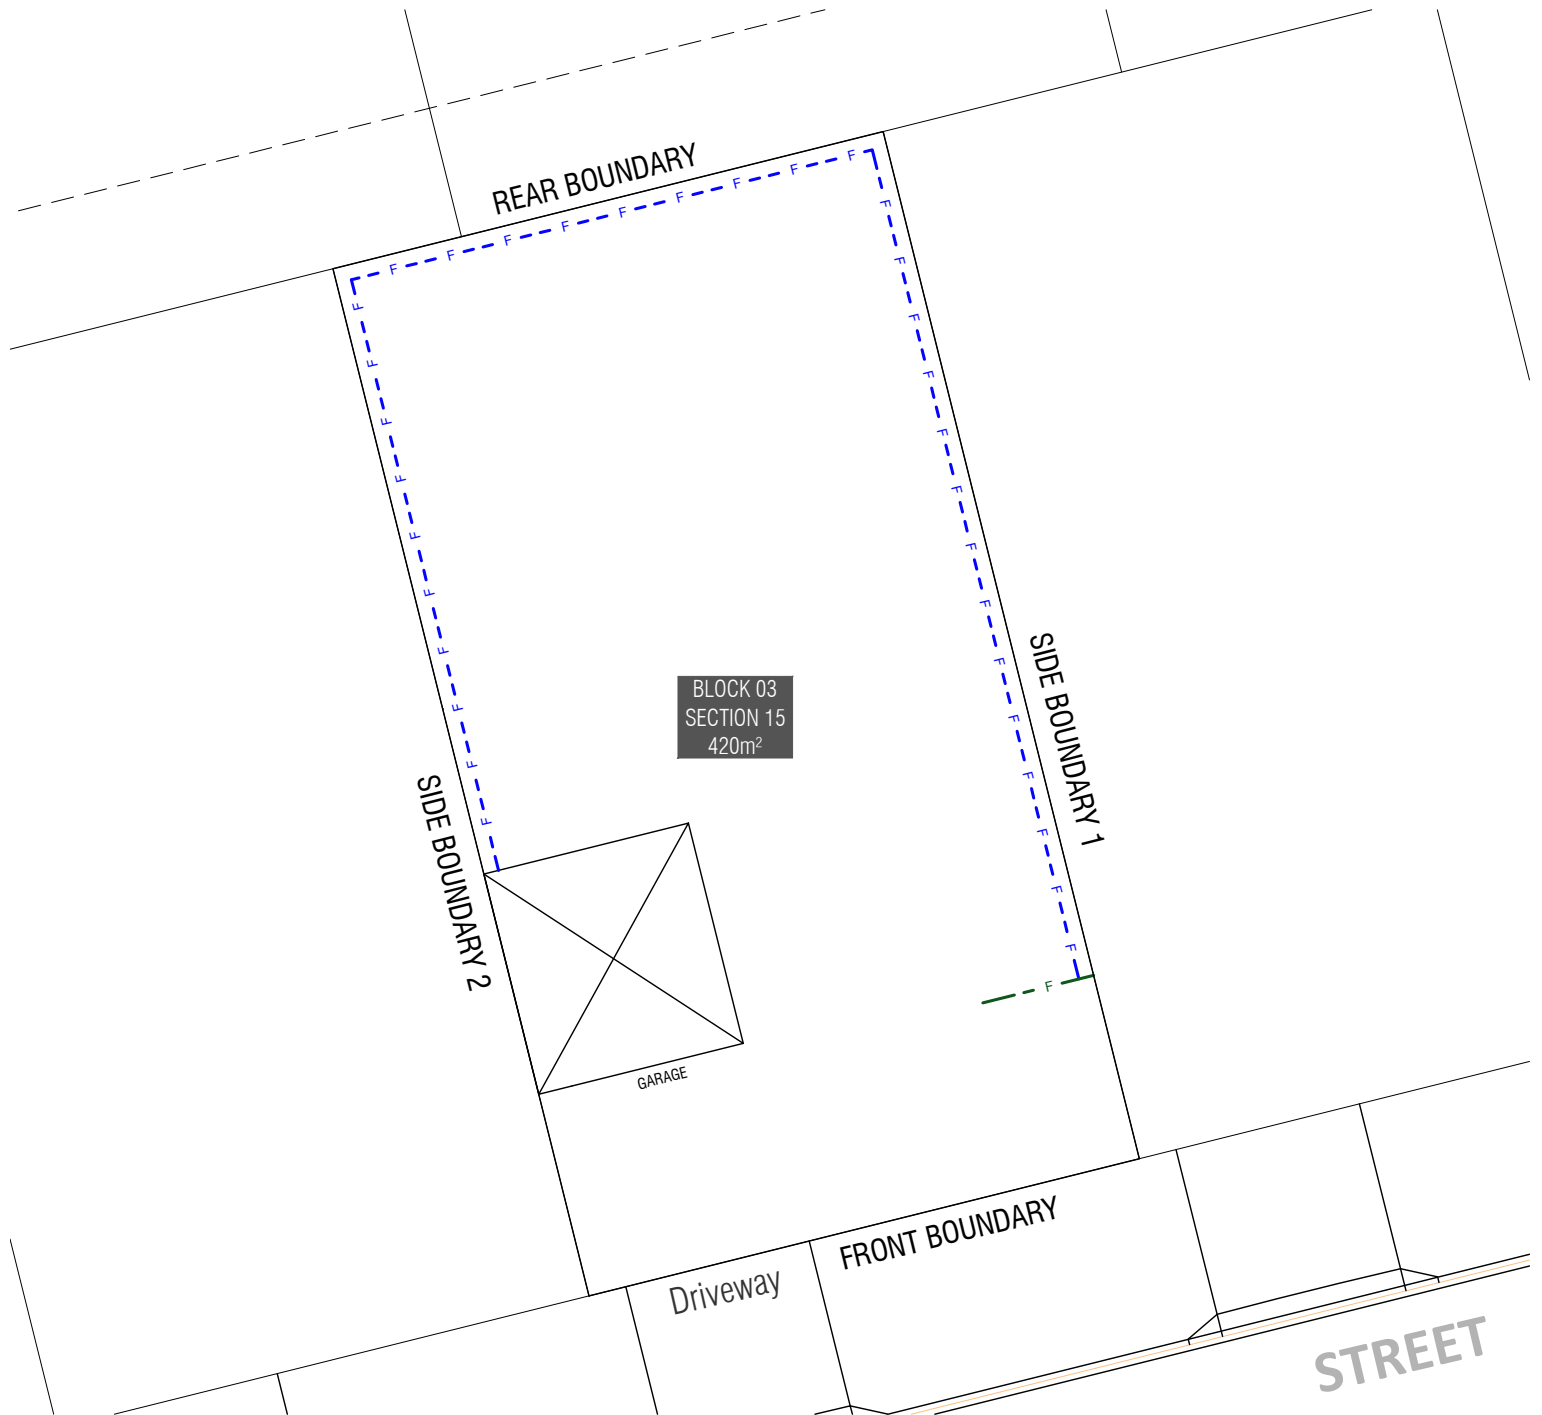 REAR BOUNDARY
F F F F F F F F F
F F F F F F F F F F
F F F F F F F F F F F F F F
BLOCK 03
SECTION 15
420m²
SIDE BOUNDARY 1
SIDE BOUNDARY 2
F
GARAGE
FRONT BOUNDARY
Driveway
STREET